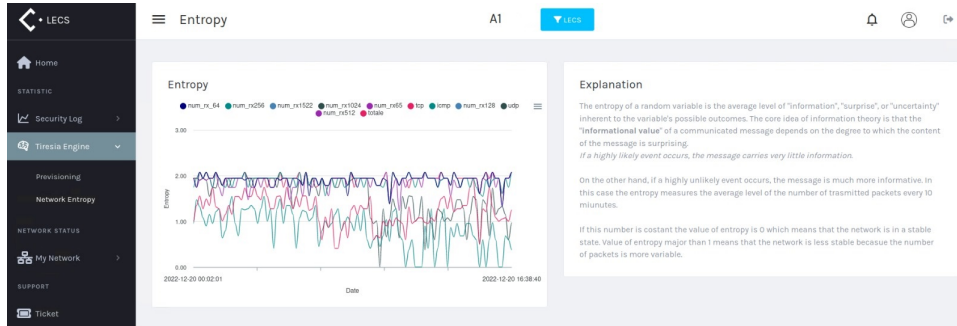 LECS
Entropy
A1
LECS
Home
STATISTIC
Security Log
Tiresia Engine
Provisioning
Network Entropy
NETWORK STATUS
My Network
SUPPORT
Ticket
Entropy
num_rx_64 num_rx256 num_rx1522 num_rx1024 num_rx65 tcp icmp num_rx128 udp
num_rx512 totale
3.00
2.00
1.00
0.00
Entropy
2022-12-20 00:02:01
2022-12-20 16:38:40
Date
Explanation
The entropy of a random variable is the average level of "information", "surprise", or "uncertainty"
inherent to the variable's possible outcomes. The core idea of information theory is that the
"informational value" of a communicated message depends on the degree to which the content
of the message is surprising.
If a highly likely event occurs, the message carries very little information.
On the other hand, if a highly unlikely event occurs, the message is much more informative. In
this case the entropy measures the average level of the number of trasmitted packets every 10
miunutes.
If this number is costant the value of entropy is 0 which means that the network is in a stable
state. Value of entropy major than 1 means that the network is less stable becasue the number
of packets is more variable.